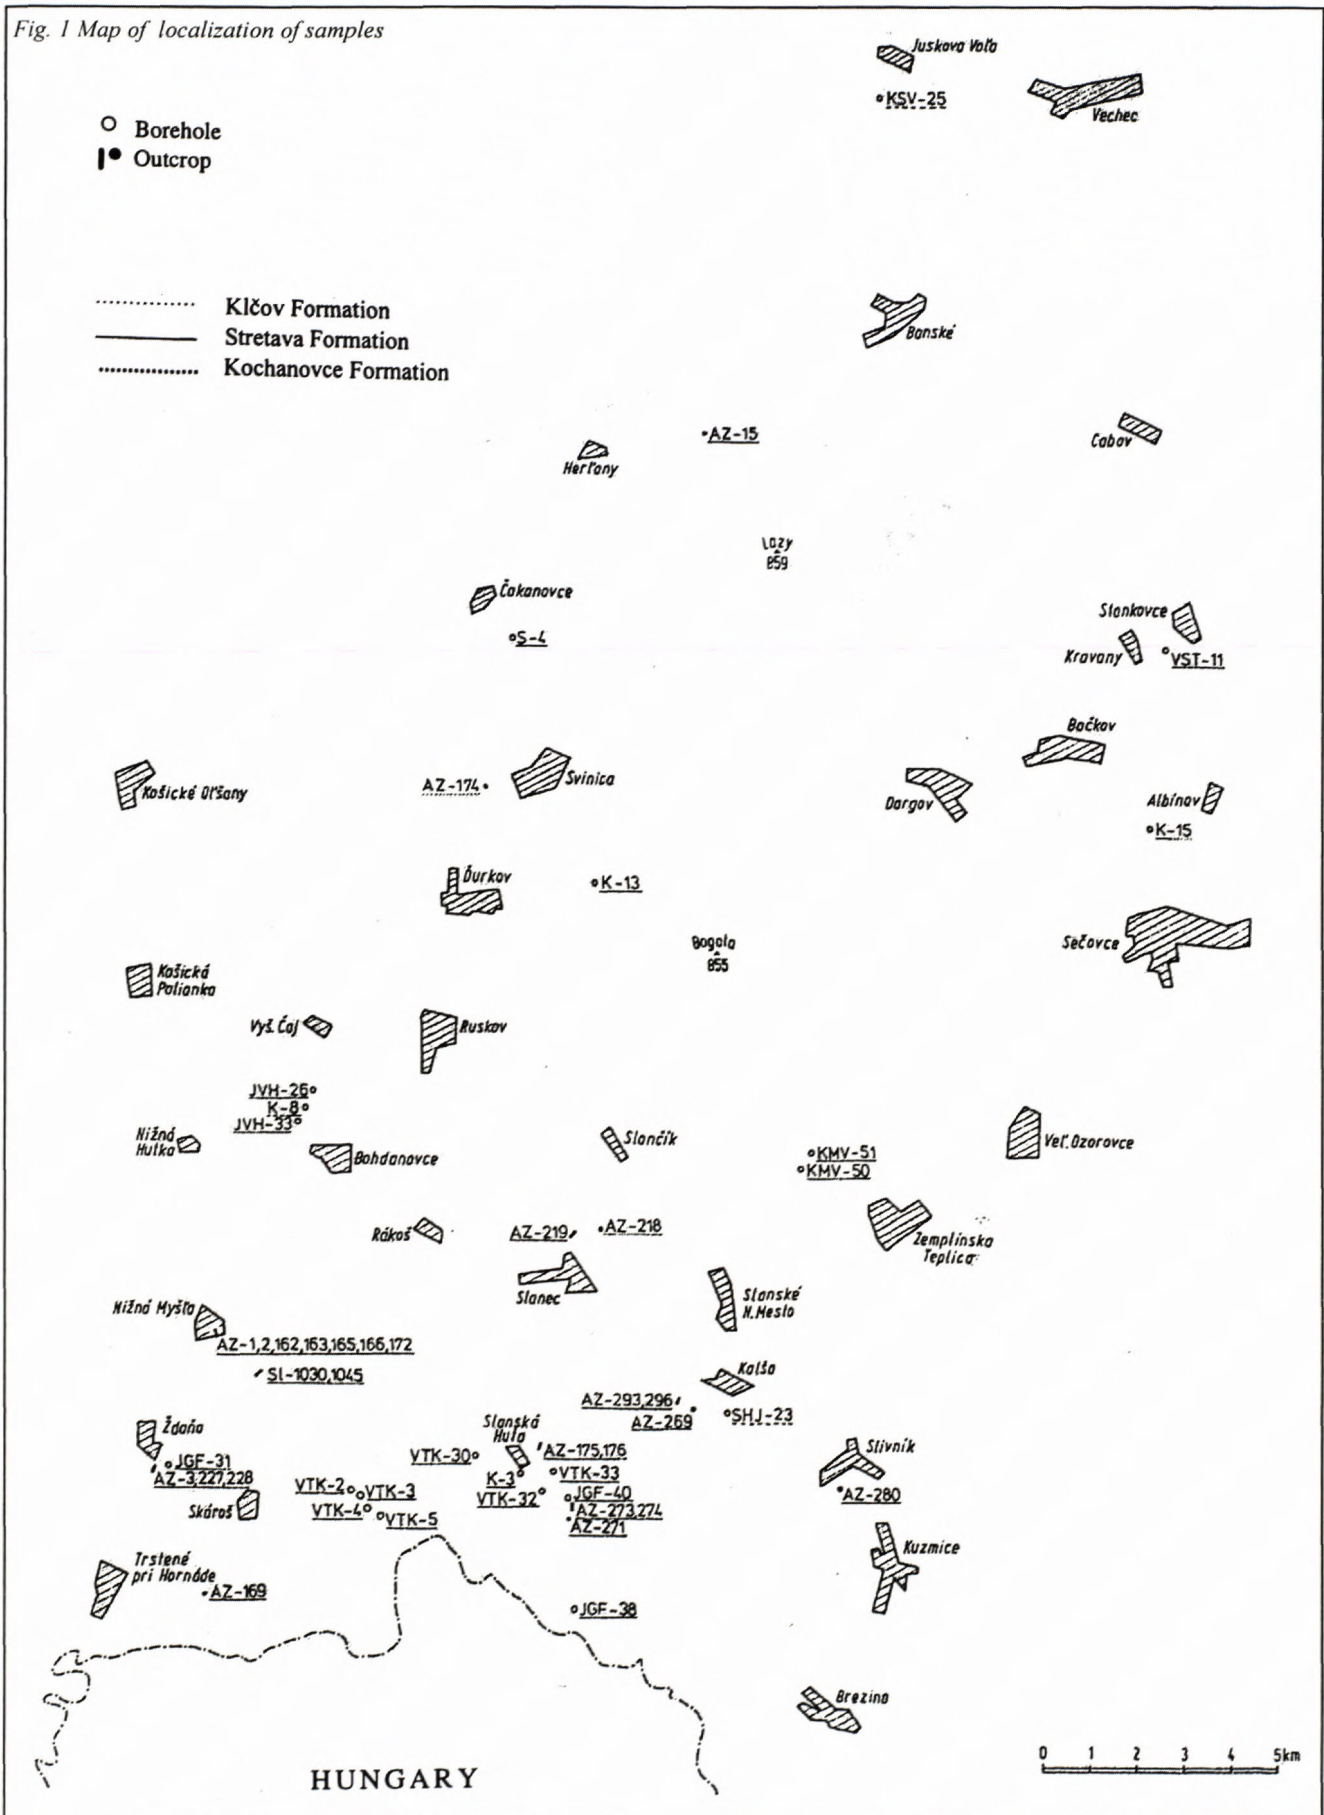 Fig. 1 Map of localization of samples
Juskova Voľa
KSV-25
Vechec
Borehole
Outcrop
Klčov Formation
Stretava Formation
Kochanovce Formation
Banské
AZ-15
Cabov
Herľany
Lazy
859
Čakanovce
S-4
Stankovce
Kravany
VST-11
Bačkov
Košické Oľšany
AZ-174
Svinica
Dargov
Albínov
K-15
Ďurkov
K-13
Bogota
855
Sečovce
Košická
Polianka
Vyš. Čaj
Ruskov
JVH-26
K-8
JVH-33
Nižná
Hutka
Bohdanovce
Slančík
KMV-51
KMV-50
Veľ. Ozorovce
Rákoš
AZ-219
AZ-218
Zemplínska
Teplica
Slanec
Slanské
N. Mesto
Nižná Myšľa
AZ-1,2,162,163,165,166,172
Sl-1030,1045
Kalša
AZ-293,296
AZ-269
SHJ-23
Ždaňa
JGF-31
AZ-3,227,228
Skároš
Slanská
Huta
VTK-30
AZ-175,176
K-3
VTK-33
VTK-32
JGF-40
AZ-273,274
AZ-271
VTK-2
VTK-3
VTK-4
VTK-5
Slivník
AZ-280
Kuzmice
Trstené
pri Hornáde
AZ-169
JGF-38
Brezina
0 1 2 3 4 5km
HUNGARY